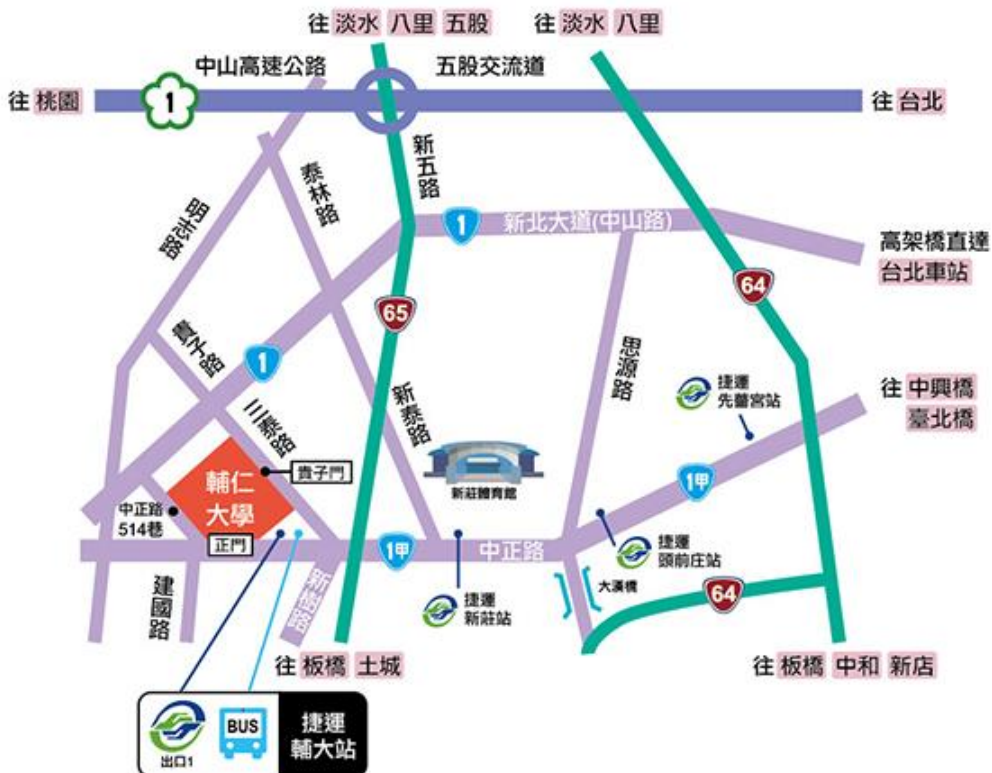 往 淡水 八里 五股
往 淡水 八里
中山高速公路
五股交流道
往 桃園
1
往 台北
新五路
泰林路
明志路
1
新北大道(中山路)
高架橋直達
台北車站
65
64
貴子路
1
思源路
新泰路
捷運
先嗇宮站
往 中興橋
臺北橋
三泰路
輔仁
大學
貴子門
新莊體育館
1甲
中正路
514巷
正門
1甲
中正路
捷運
頭前庄站
建國路
新樹路
捷運
新莊站
大漢橋
64
往 板橋 土城
往 板橋 中和 新店
出口1
BUS
捷運
輔大站